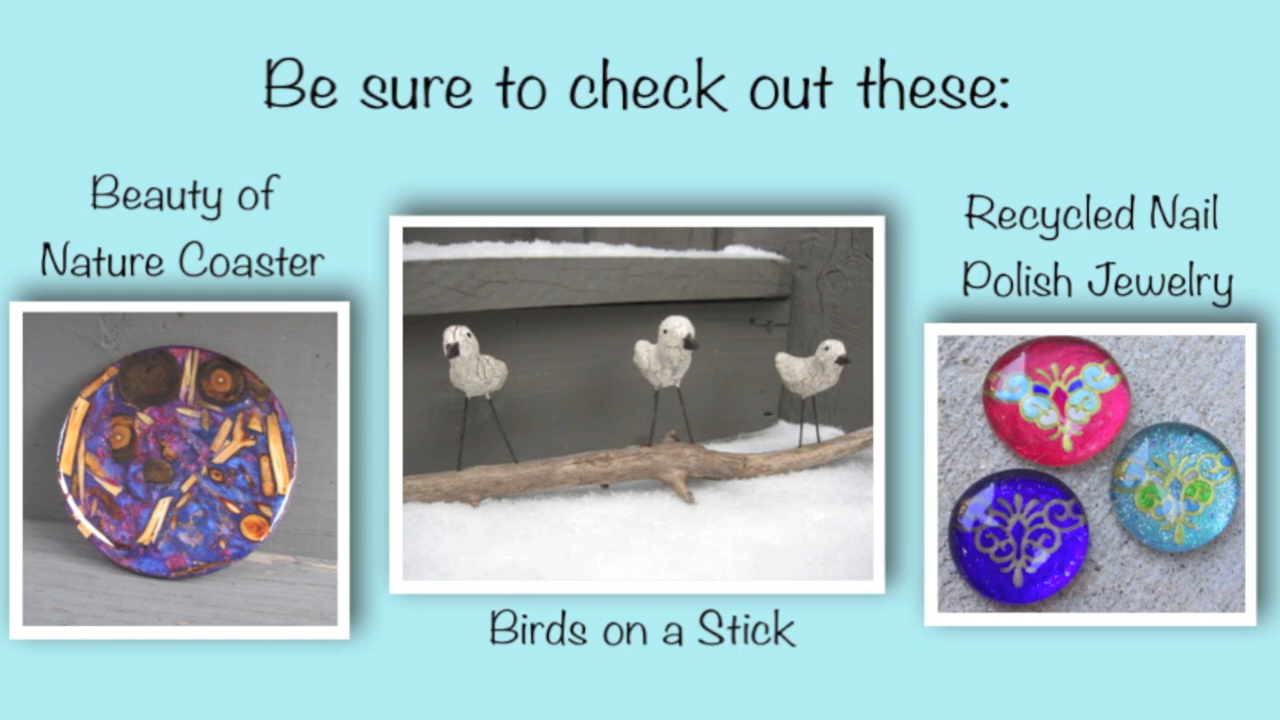 Be sure to check out these:
Beauty of
Nature Coaster
Birds on a Stick
Recycled Nail
Polish Jewelry